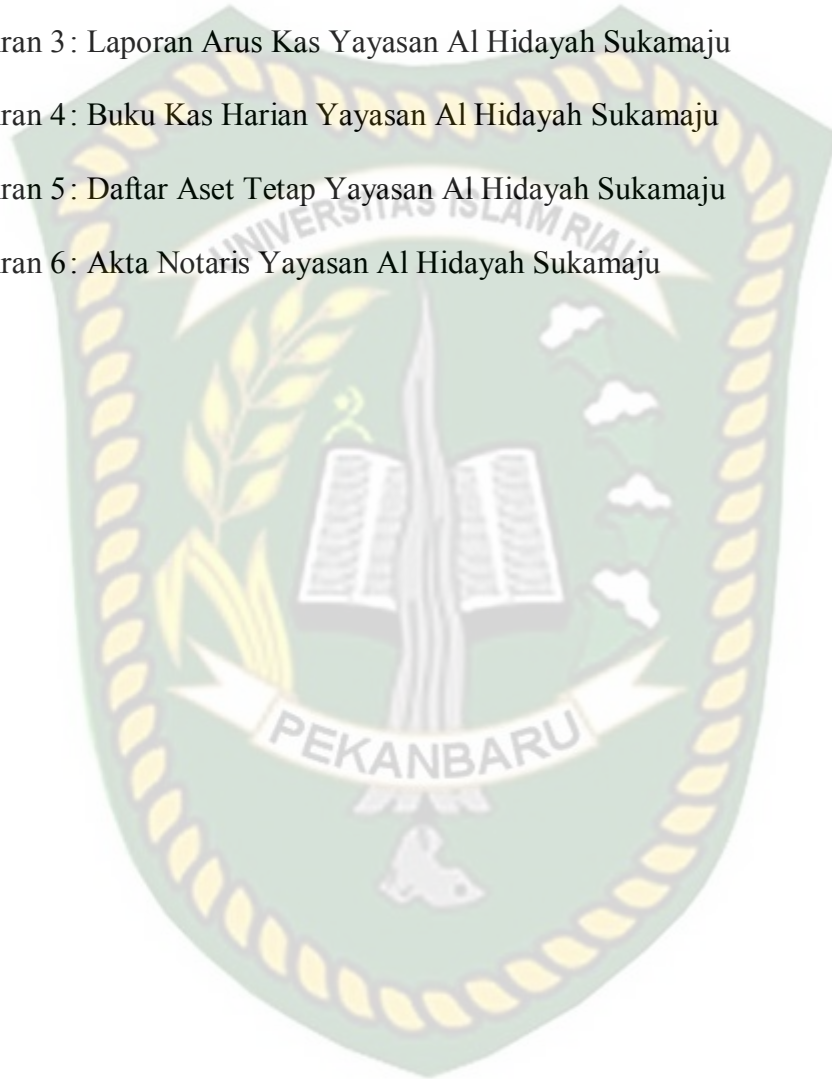 ran 3: Laporan Arus Kas Yayasan Al Hidayah Sukamaju
ran 4: Buku Kas Harian Yayasan Al Hidayah Sukamaju
ran 5: Daftar Aset Tetap Yayasan Al Hidayah Sukamaju
UNIVERSITAS ISLAM RIAU
ran 6: Akta Notaris Yayasan Al Hidayah Sukamaju
PEKANBARU